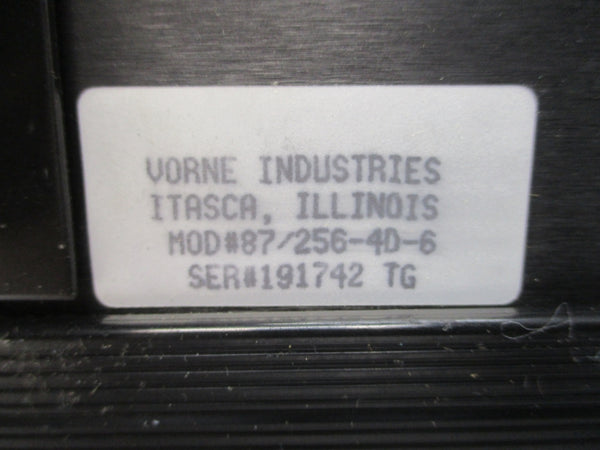 VORNE INDUSTRIES
ITASCA, ILLINOIS
MOD#87/256-4D-6
SER#191742 TG